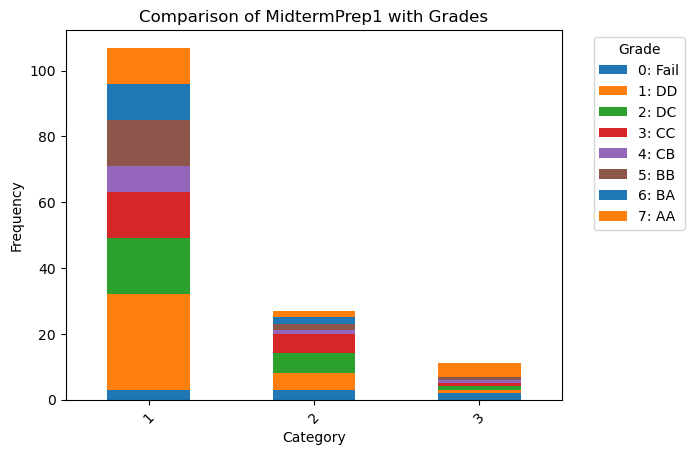 Comparison of MidtermPrep1 with Grades
Grade
0: Fail
1: DD
2: DC
3: CC
4: CB
5: BB
6: BA
7: AA
Frequency
100
80
60
40
20
0
1
2
3
Category